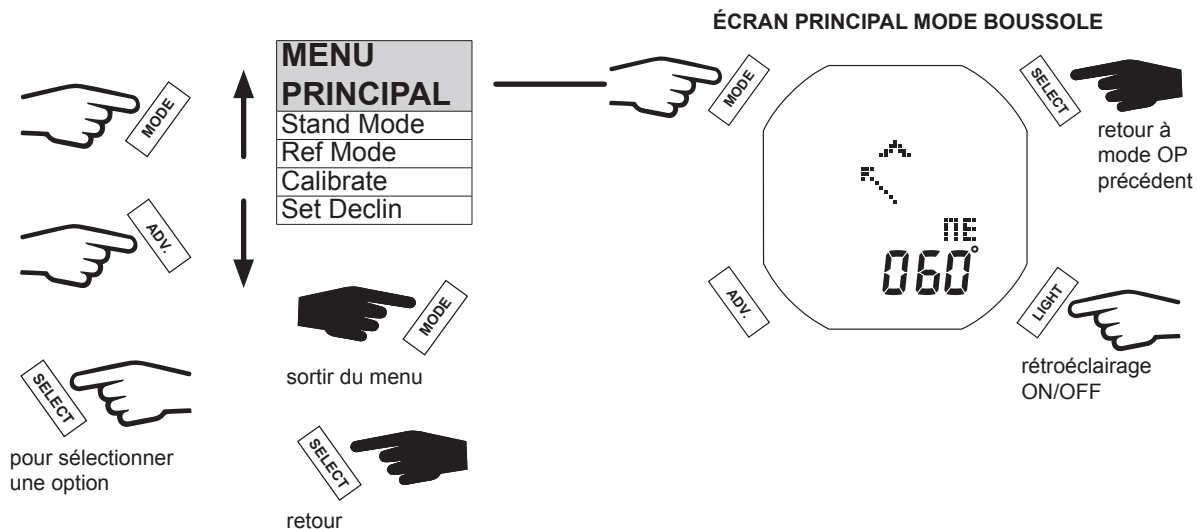 ÉCRAN PRINCIPAL MODE BOUSSOLE
MODE
MENU
PRINCIPAL
Stand Mode
Ref Mode
Calibrate
Set Declin
MODE
SELECT
retour à
mode OP
précédent
ADV.
NE
060°
ADV.
LIGHT
rétroéclairage
ON/OFF
MODE
sortir du menu
SELECT
pour sélectionner
une option
SELECT
retour